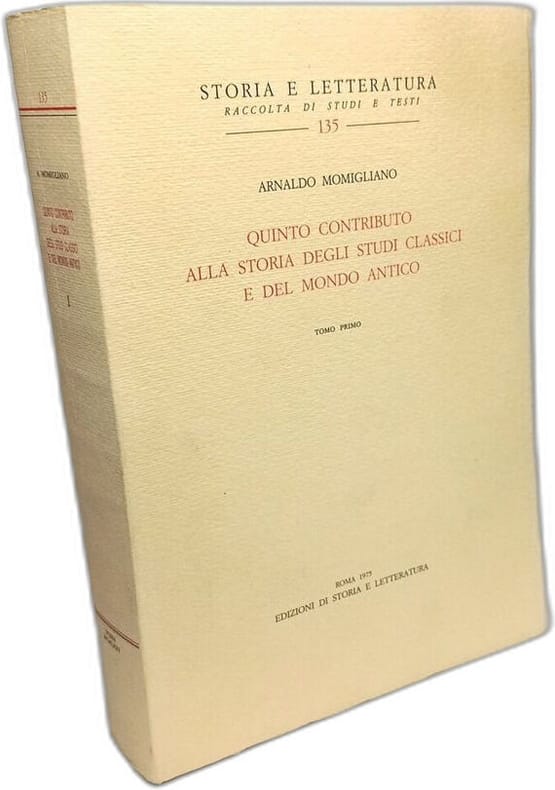 STORIA E LETTERATURA
RACCOLTA DI STUDI E TESTI
135
ARNALDO MOMIGLIANO
QUINTO CONTRIBUTO
ALLA STORIA DEGLI STUDI CLASSICI
E DEL MONDO ANTICO
TOMO PRIMO
ROMA 1975
EDIZIONI DI STORIA E LETTERATURA
135
A. MOMIGLIANO
QUINTO CONTRIBUTO
ALLA STORIA
DEGLI STUDI CLASSICI
E DEL MONDO ANTICO
I